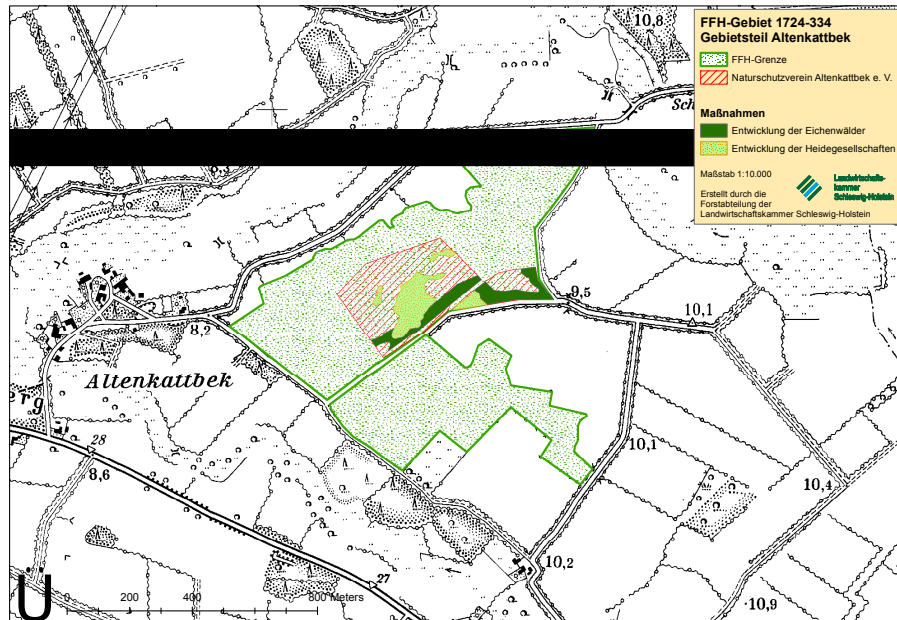 10,8
FFH-Gebiet 1724-334
Gebietsteil Altenkattbek
FFH-Grenze
Naturschutzverein Altenkattbek e. V.
Maßnahmen
Entwicklung der Eichenwälder
Entwicklung der Heidegesellschaften
Maßstab 1:10.000
Landwirtschafts-
kammer
Schleswig-Holstein
Erstellt durch die
Forstabteilung der
Landwirtschaftskammer Schleswig-Holstein
Sch
9,5
10,1
8,2
Altenkattbek
erg
28
8,6
10,1
10,4
10,2
27
10,9
U
0 200 400 800 Meters